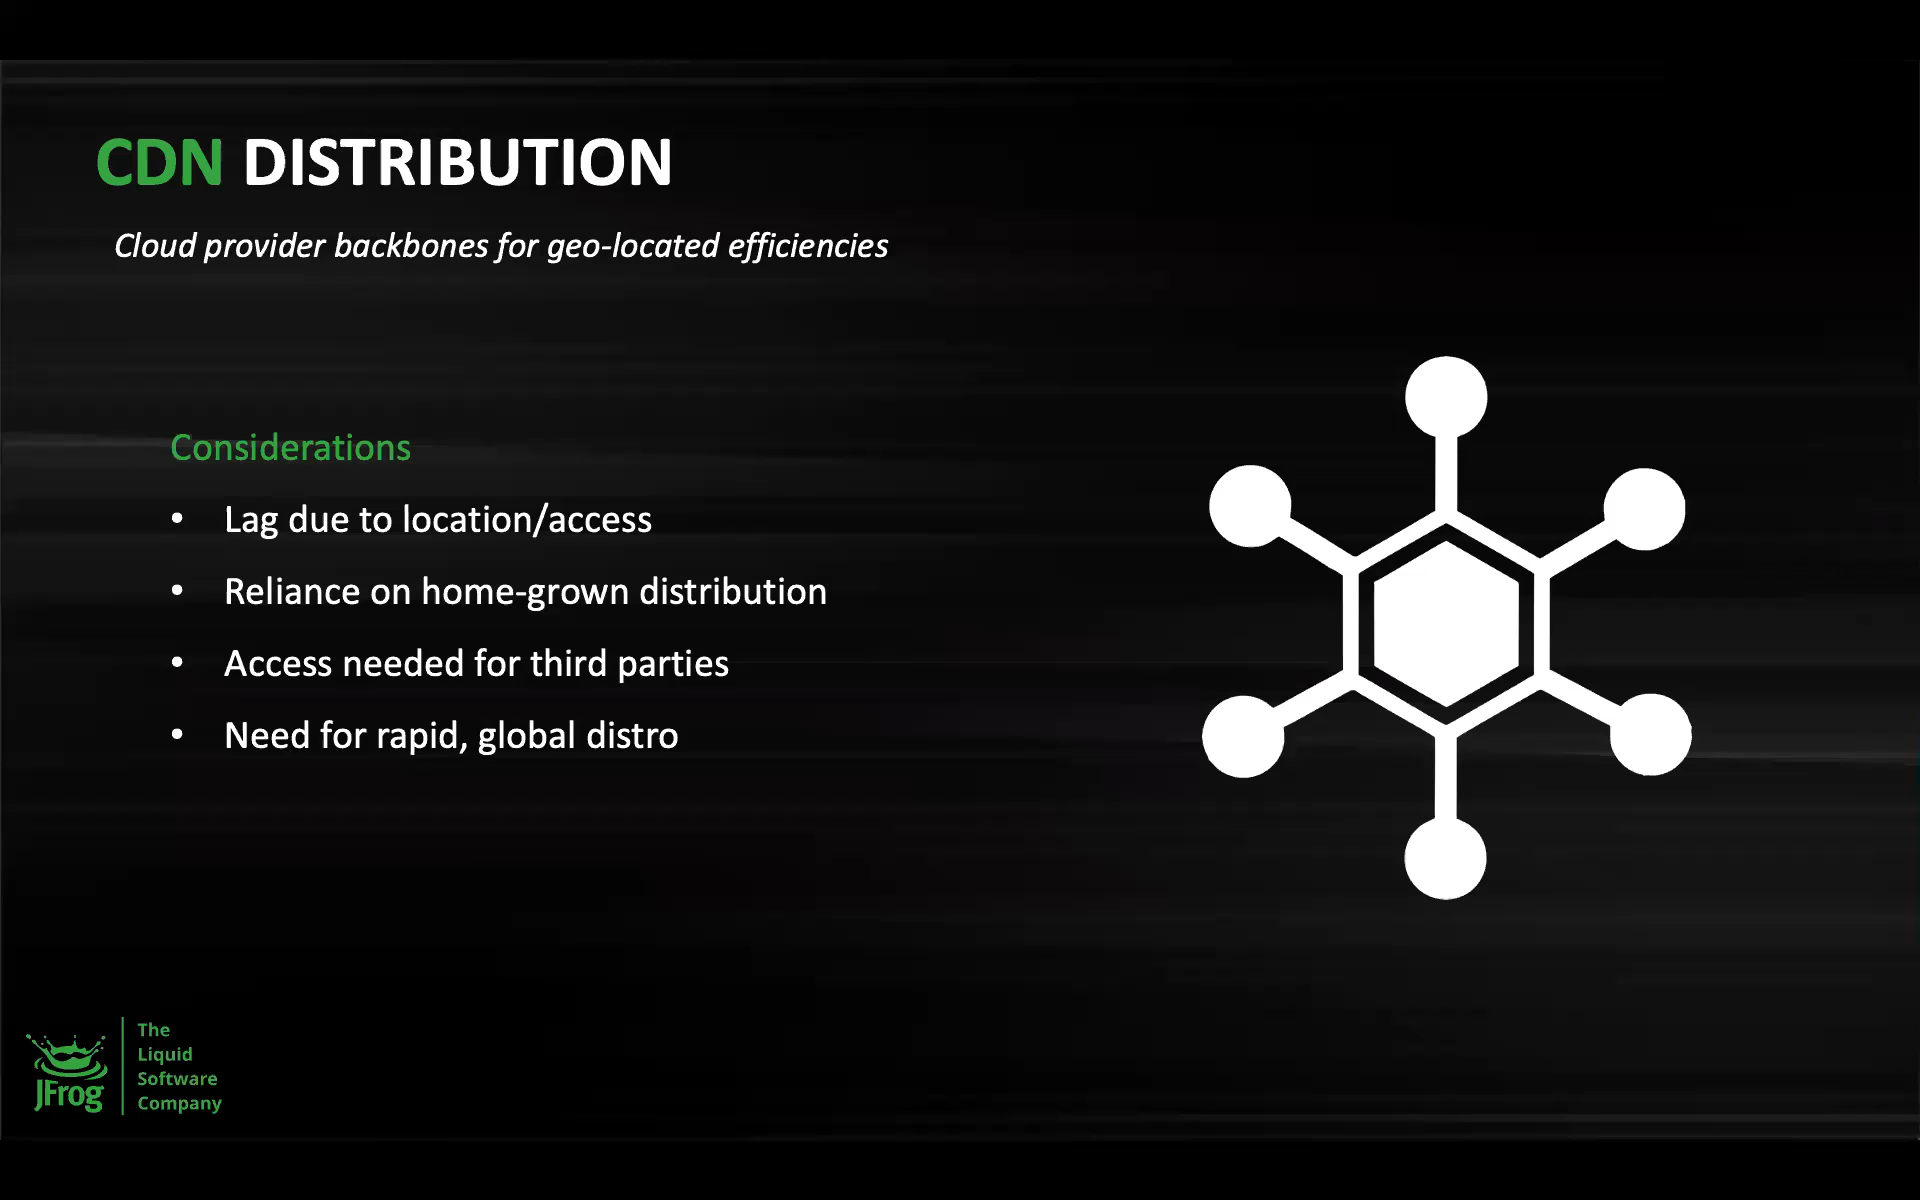 CDN DISTRIBUTION
Cloud provider backbones for geo-located efficiencies
Considerations
• Lag due to location/access
• Reliance on home-grown distribution
• Access needed for third parties
• Need for rapid, global distro
JFrog
The
Liquid
Software
Company